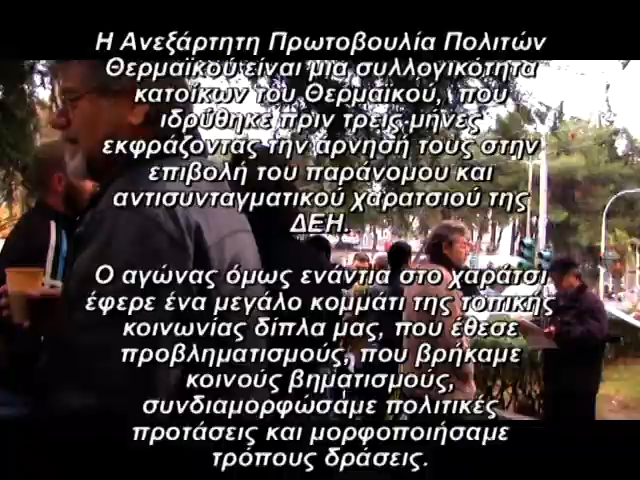 Η Ανεξάρτητη Πρωτοβουλία Πολιτών
Θερμαϊκού είναι μια συλλογικότητα
κατοίκων του Θερμαϊκού, που
ιδρύθηκε πριν τρεις μήνες
εκφράζοντας την άρνησή τους στην
επιβολή του παράνομου και
αντισυνταγματικού χαρατσιού της
ΔΕΗ.
Ο αγώνας όμως ενάντια στο χαράτσι
έφερε ένα μεγάλο κομμάτι της τοπικής
κοινωνίας δίπλα μας, που έθεσε
προβληματισμούς, που βρήκαμε
κοινούς βηματισμούς,
συνδιαμορφώσαμε πολιτικές
προτάσεις και μορφοποιήσαμε
τρόπους δράσεις.